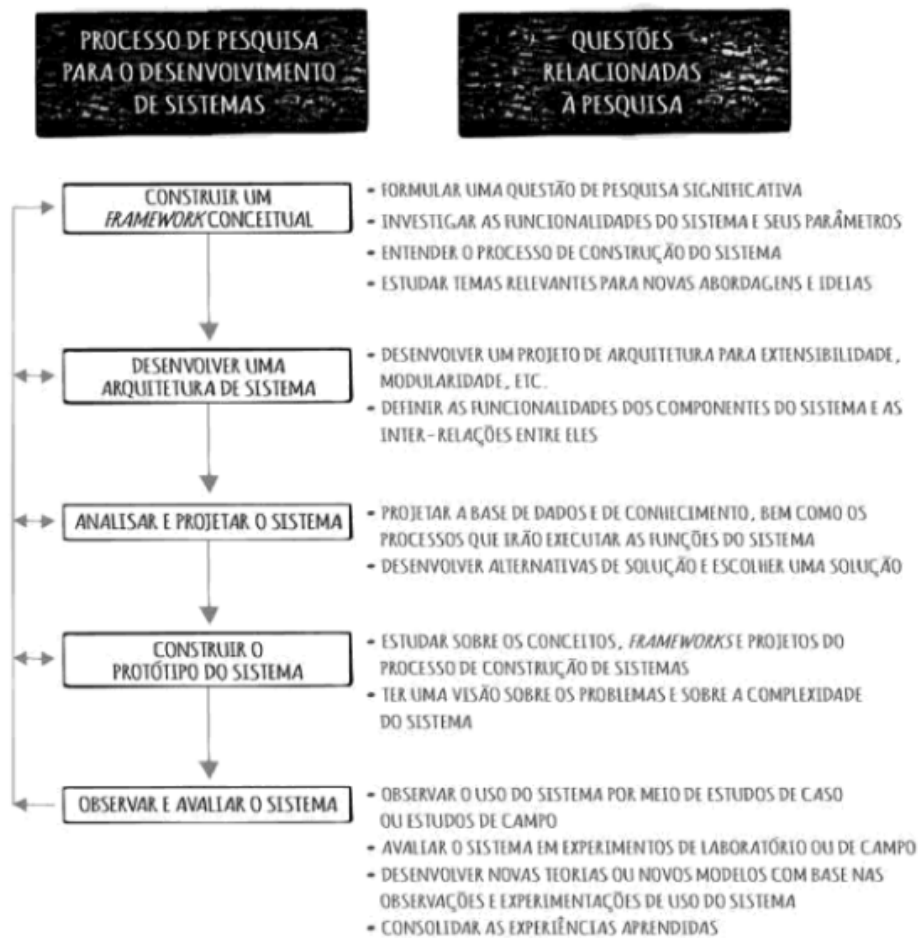 PROCESSO DE PESQUISA
PARA O DESENVOLVIMENTO
DE SISTEMAS
QUESTÕES
RELACIONADAS
À PESQUISA
CONSTRUIR UM
FRAMEWORK CONCEITUAL
- FORMULAR UMA QUESTÃO DE PESQUISA SIGNIFICATIVA
- INVESTIGAR AS FUNCIONALIDADES DO SISTEMA E SEUS PARÂMETROS
- ENTENDER O PROCESSO DE CONSTRUÇÃO DO SISTEMA
- ESTUDAR TEMAS RELEVANTES PARA NOVAS ABORDAGENS E IDEIAS
DESENVOLVER UMA
ARQUITETURA DE SISTEMA
- DESENVOLVER UM PROJETO DE ARQUITETURA PARA EXTENSIBILIDADE,
MODULARIDADE, ETC.
- DEFINIR AS FUNCIONALIDADES DOS COMPONENTES DO SISTEMA E AS
INTER-RELAÇÕES ENTRE ELES
ANALISAR E PROJETAR O SISTEMA
- PROJETAR A BASE DE DADOS E DE CONHECIMENTO, BEM COMO OS
PROCESSOS QUE IRÃO EXECUTAR AS FUNÇÕES DO SISTEMA
- DESENVOLVER ALTERNATIVAS DE SOLUÇÃO E ESCOLHER UMA SOLUÇÃO
CONSTRUIR O
PROTÓTIPO DO SISTEMA
- ESTUDAR SOBRE OS CONCEITOS, FRAMEWORKS E PROJETOS DO
PROCESSO DE CONSTRUÇÃO DE SISTEMAS
- TER UMA VISÃO SOBRE OS PROBLEMAS E SOBRE A COMPLEXIDADE
DO SISTEMA
OBSERVAR E AVALIAR O SISTEMA
- OBSERVAR O USO DO SISTEMA POR MEIO DE ESTUDOS DE CASO
OU ESTUDOS DE CAMPO
- AVALIAR O SISTEMA EM EXPERIMENTOS DE LABORATÓRIO OU DE CAMPO
- DESENVOLVER NOVAS TEORIAS OU NOVOS MODELOS COM BASE NAS
OBSERVAÇÕES E EXPERIMENTAÇÕES DE USO DO SISTEMA
- CONSOLIDAR AS EXPERIÊNCIAS APRENDIDAS